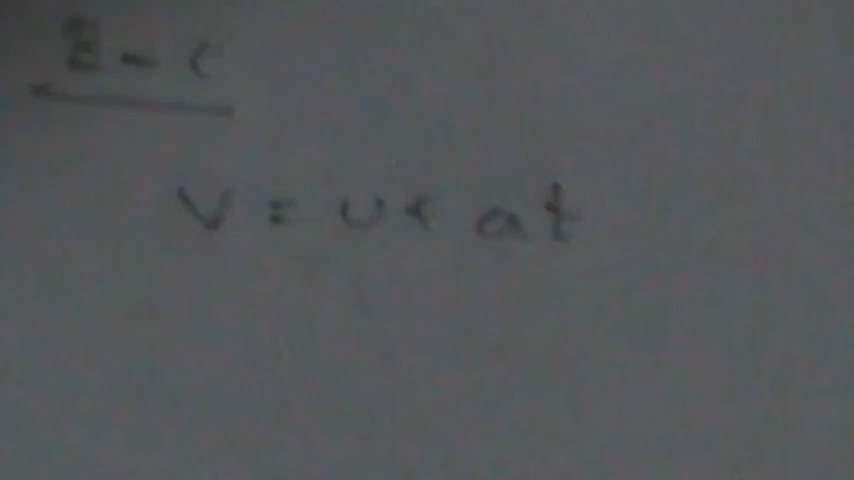 B - C
v = u + at